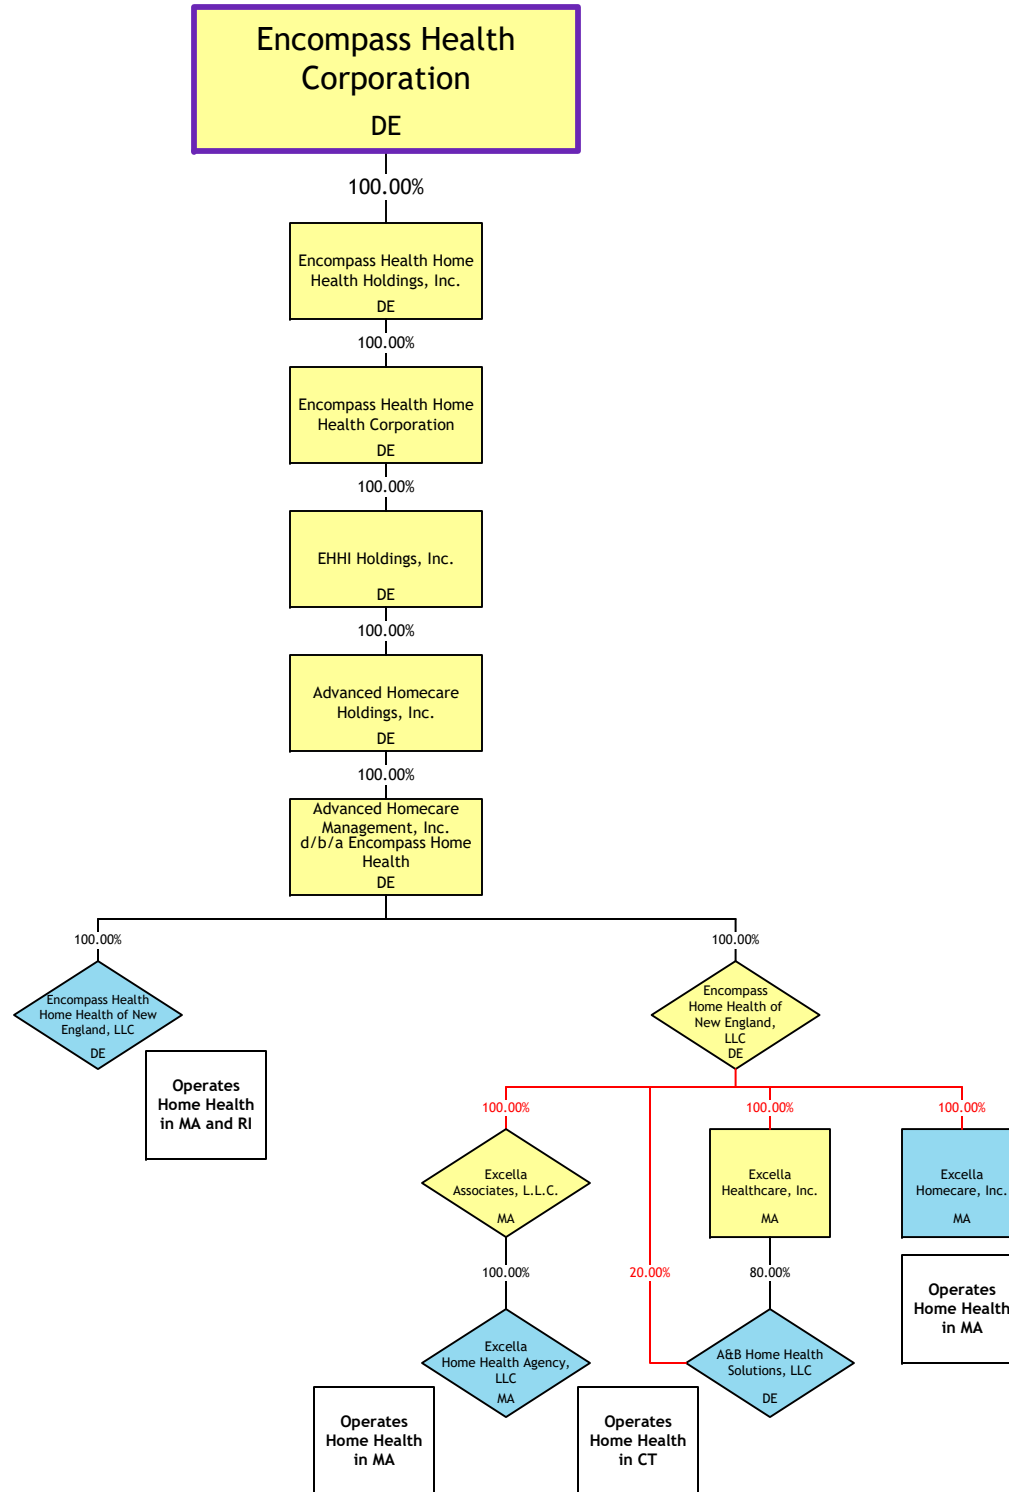 Encompass Health
Corporation
DE
100.00%
Encompass Health Home
Health Holdings, Inc.
DE
100.00%
Encompass Health Home
Health Corporation
DE
100.00%
EHHI Holdings, Inc.
DE
100.00%
Advanced Homecare
Holdings, Inc.
DE
100.00%
Advanced Homecare
Management, Inc.
d/b/a Encompass Home
Health
DE
100.00%
100.00%
Encompass Health
Home Health of New
England, LLC
DE
Encompass
Home Health of
New England,
LLC
DE
Operates
Home Health
in MA and RI
100.00%
100.00%
100.00%
Excella
Associates, L.L.C.
MA
Excella
Healthcare, Inc.
MA
Excella
Homecare, Inc.
MA
100.00%
20.00%
80.00%
Operates
Home Health
in MA
Excella
Home Health Agency,
LLC
MA
A&B Home Health
Solutions, LLC
DE
Operates
Home Health
in MA
Operates
Home Health
in CT